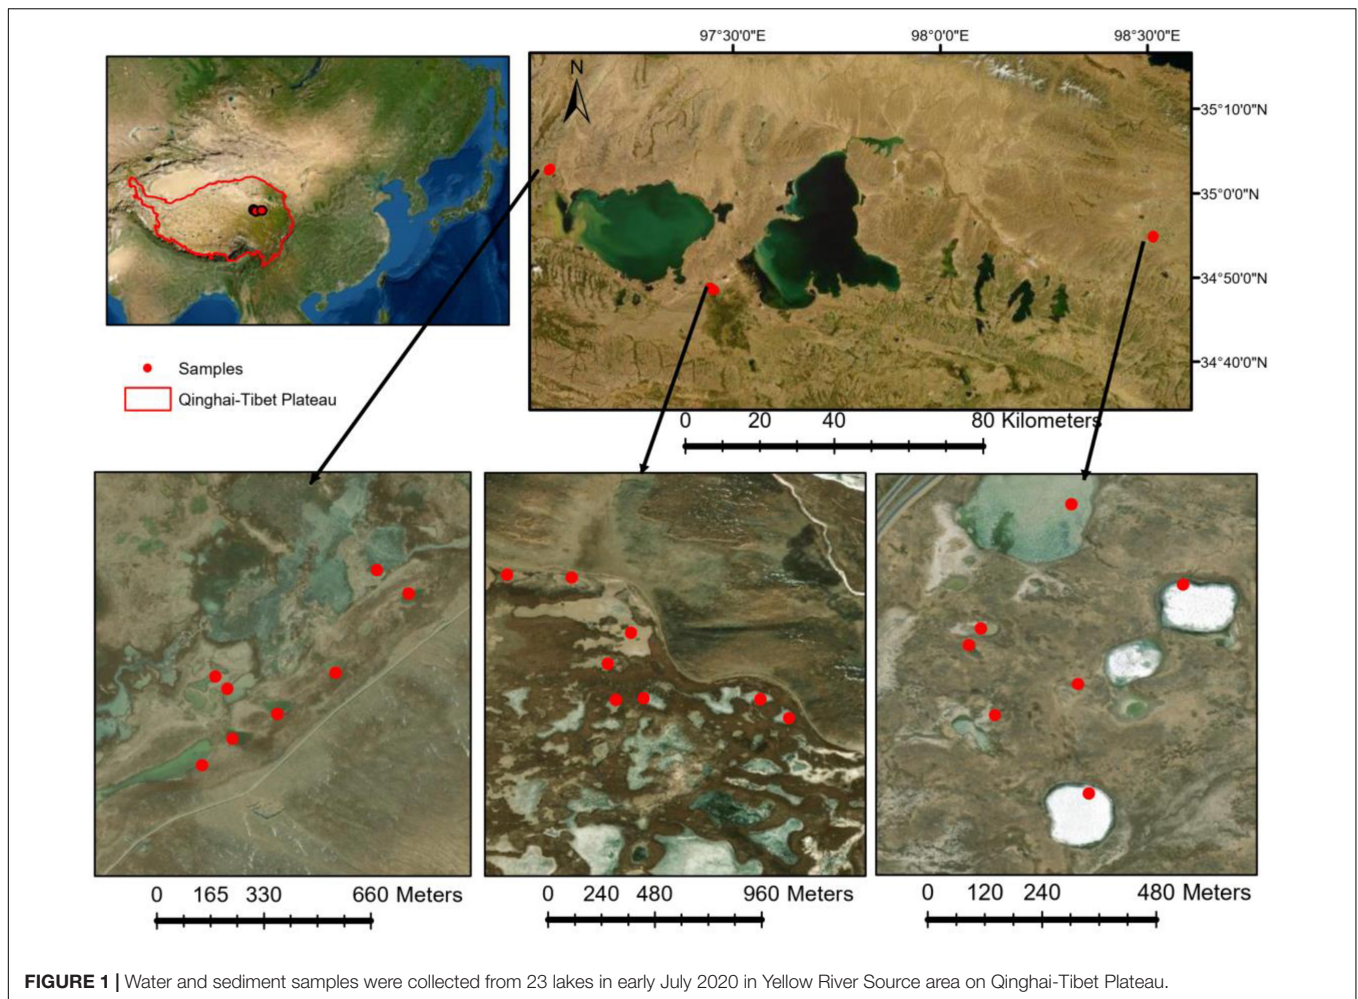 97°30'0"E 98°0'0"E 98°30'0"E
N
35°10'0"N
35°0'0"N
34°50'0"N
34°40'0"N
Samples
Qinghai-Tibet Plateau
0 20 40 80 Kilometers
0 165 330 660 Meters
0 240 480 960 Meters
0 120 240 480 Meters
FIGURE 1 | Water and sediment samples were collected from 23 lakes in early July 2020 in Yellow River Source area on Qinghai-Tibet Plateau.